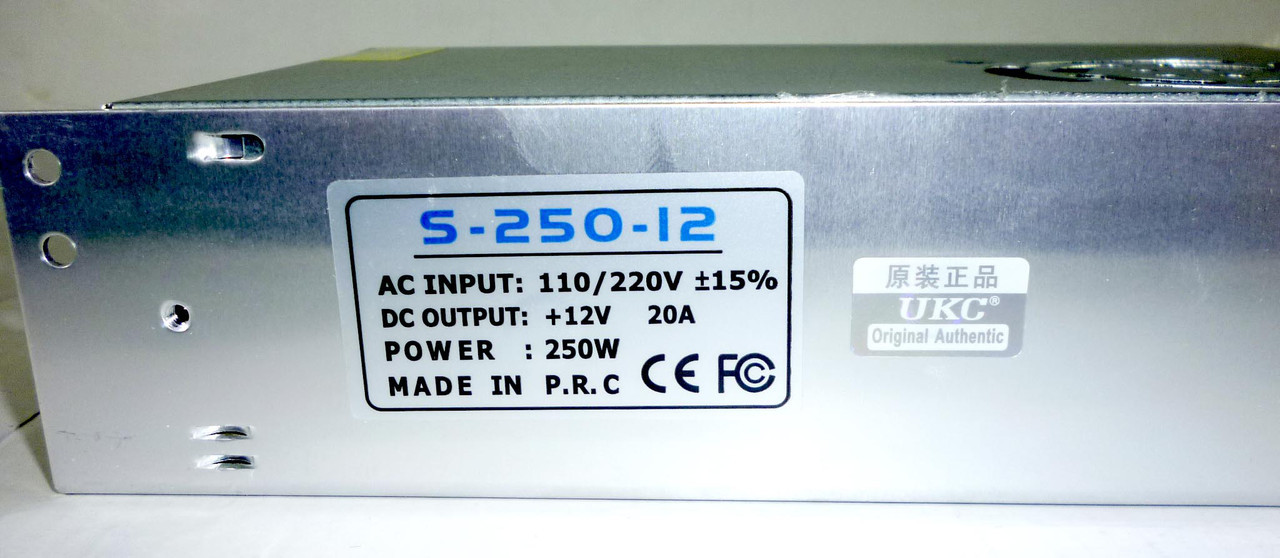 S-250-12
AC INPUT: 110/220V ±15%
DC OUTPUT: +12V 20A
POWER : 250W
MADE IN P.R.C CE FC
原装正品
UKC®
Original Authentic